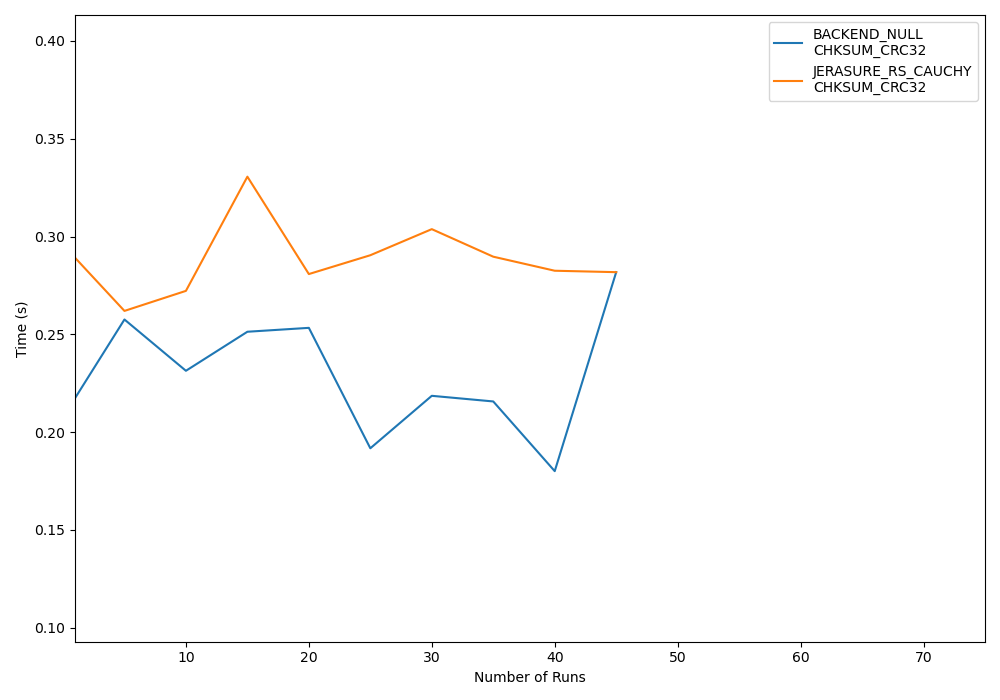 0.40
0.35
0.30
0.25
0.20
0.15
0.10
Time (s)
10 20 30 40 50 60 70
Number of Runs
BACKEND_NULL
CHKSUM_CRC32
JERASURE_RS_CAUCHY
CHKSUM_CRC32